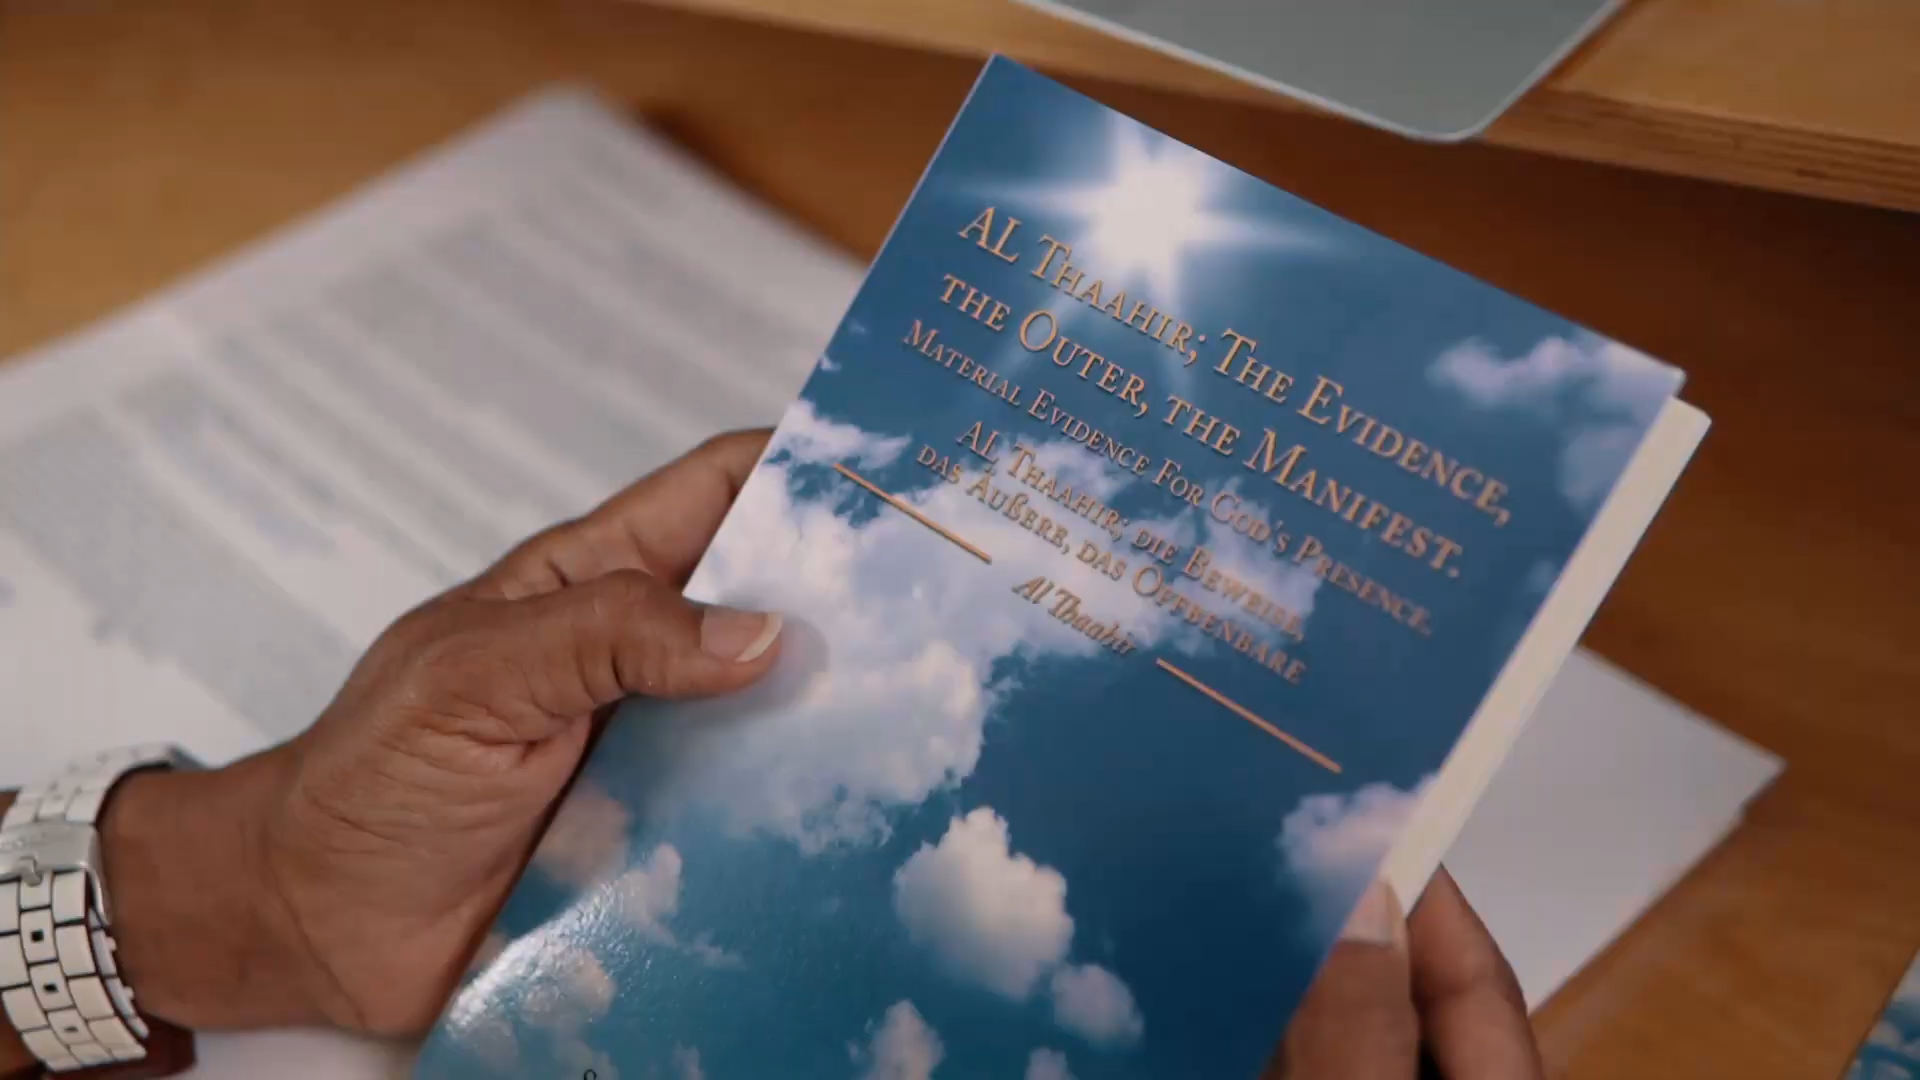 AL THAAHIR; THE EVIDENCE,
THE OUTER, THE MANIFEST.
MATERIAL EVIDENCE FOR GOD'S PRESENCE.
AL THAAHIR; DIE BEWEISE,
DAS ÄUßERE, DAS OFFBENBARE
Al Thaahir